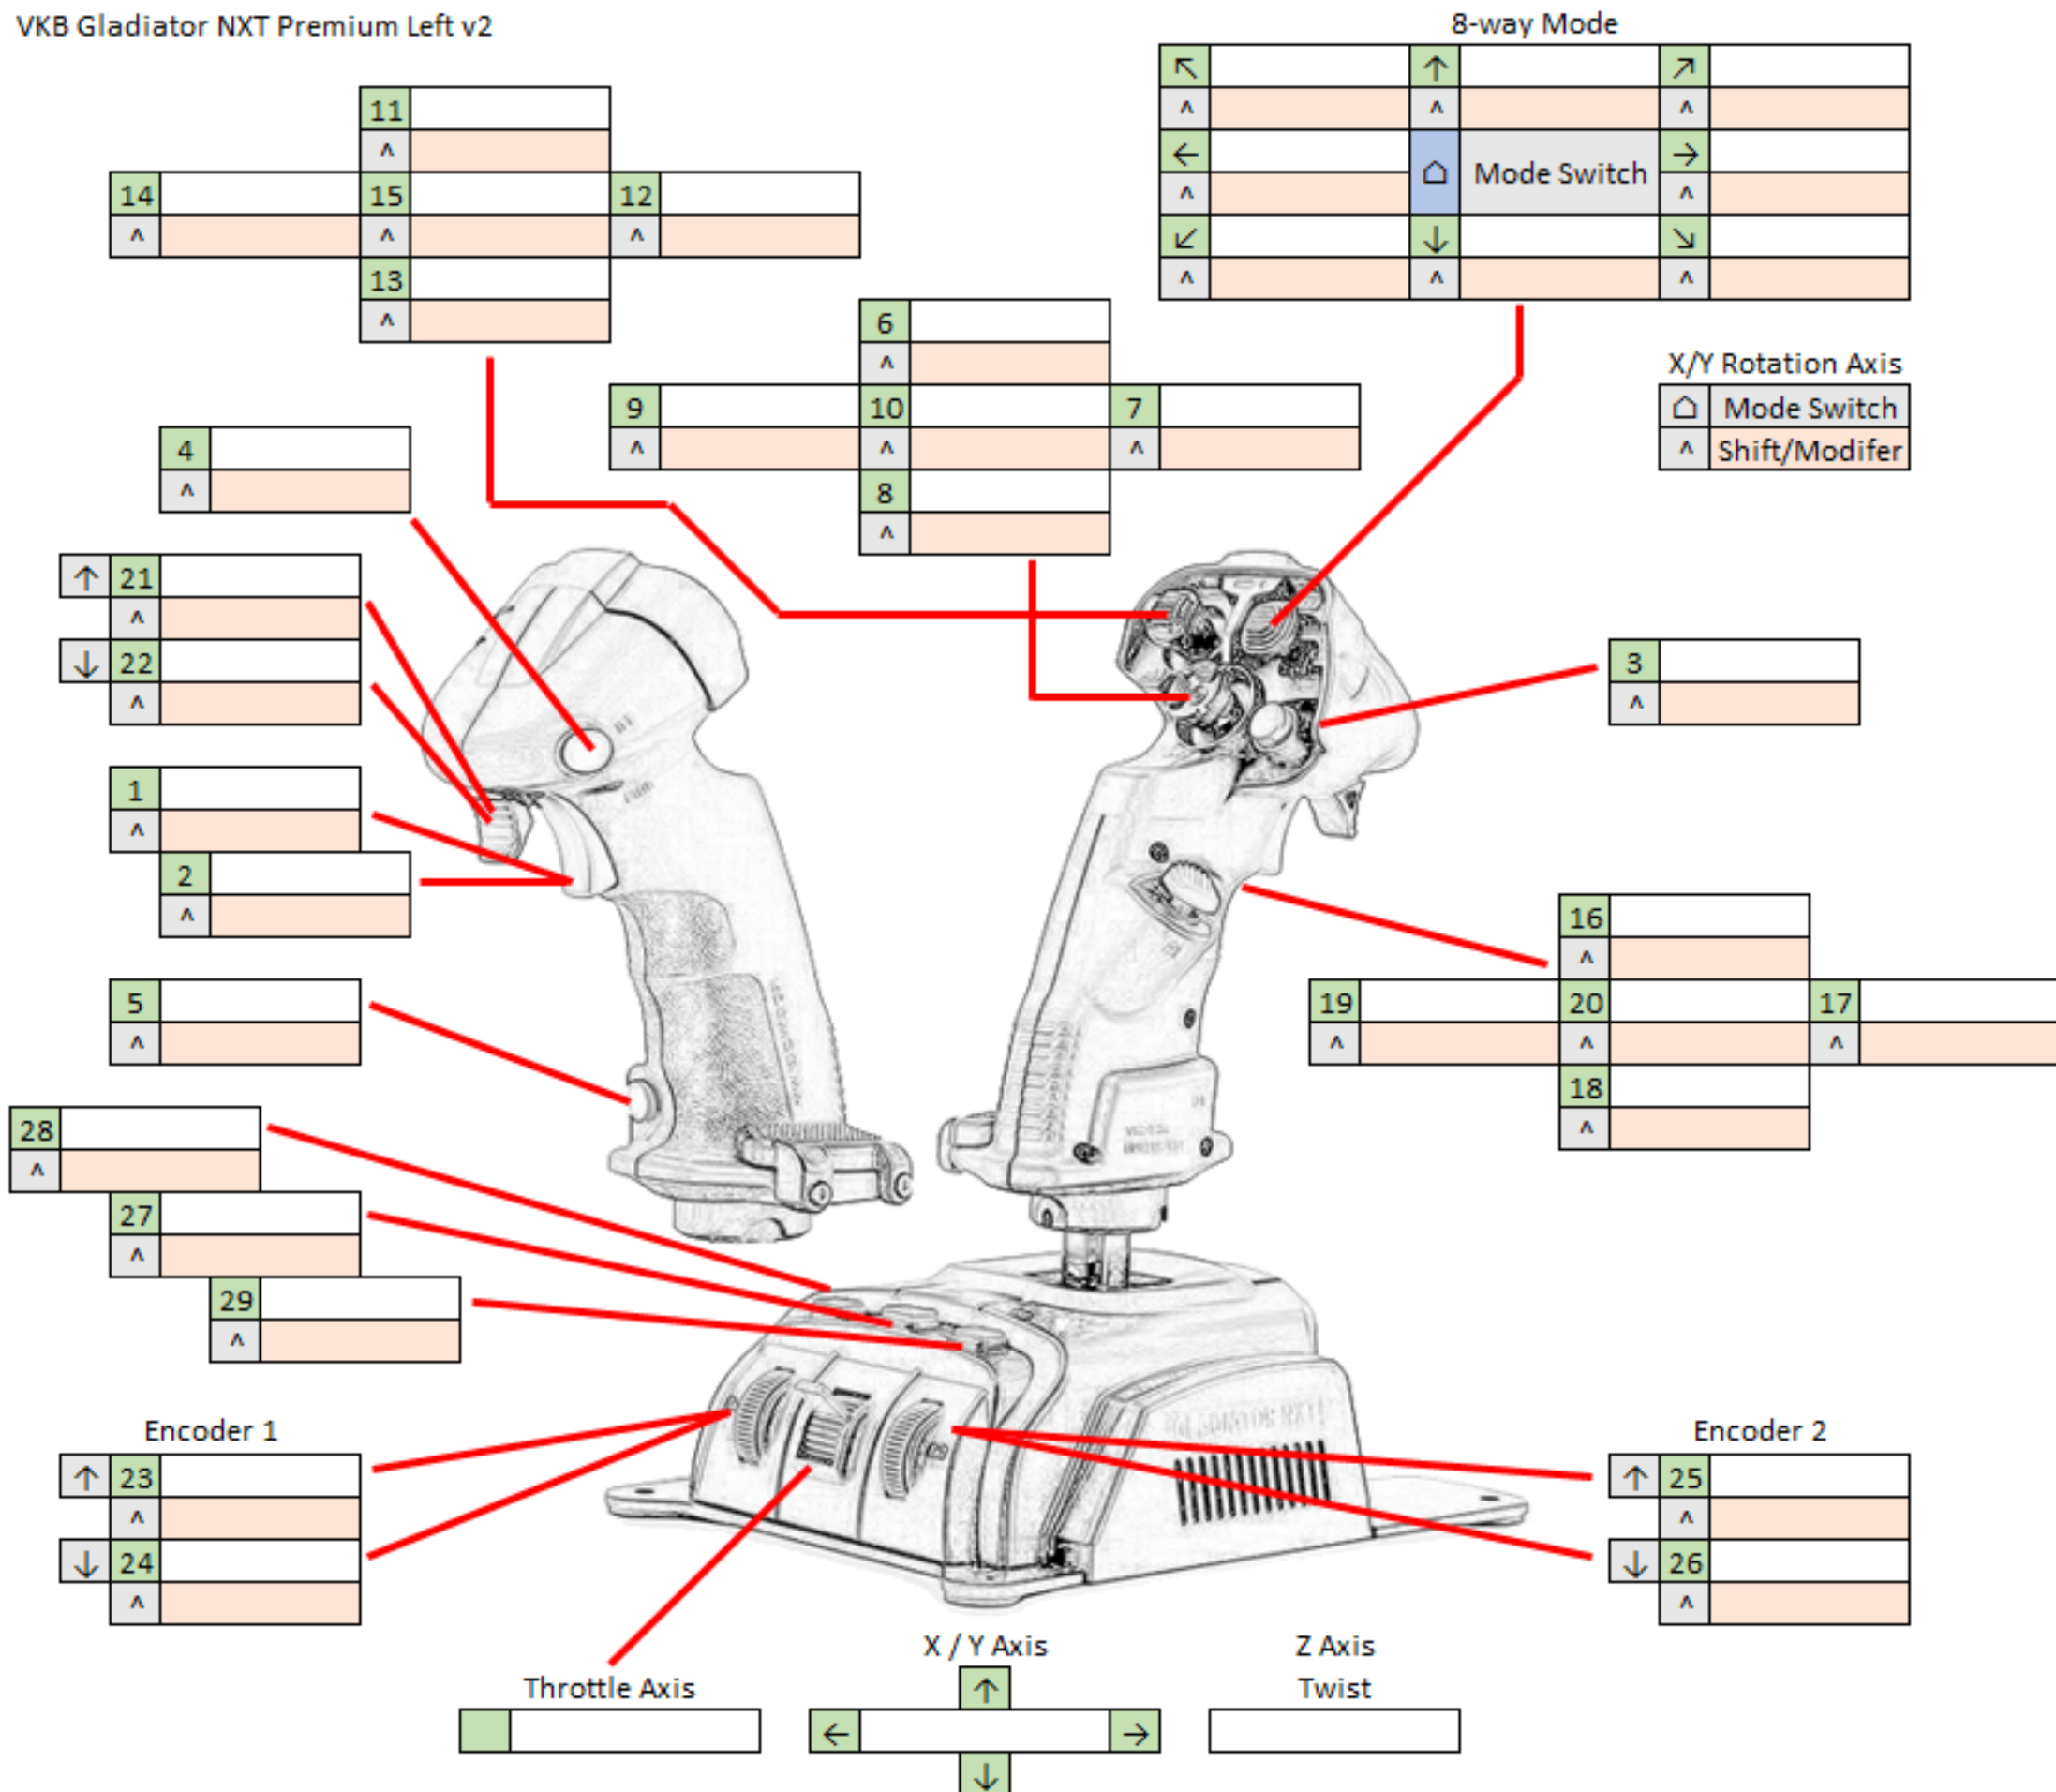 VKB Gladiator NXT Premium Left v2
8-way Mode
↖ ↑ ↗
^ ^ ^
← ⌂ Mode Switch →
^ ^
↙ ↓ ↘
^ ^ ^
11
^
14 15 12
^ ^ ^
13
^
6
^
9 10 7
^ ^ ^
8
^
X/Y Rotation Axis
⌂ Mode Switch
^ Shift/Modifer
4
^
↑ 21
^
↓ 22
^
3
^
1
^
2
^
16
^
19 20 17
^ ^ ^
18
^
5
^
28
^
27
^
29
^
Encoder 1
↑ 23
^
↓ 24
^
Encoder 2
↑ 25
^
↓ 26
^
Throttle Axis
X / Y Axis
↑
← →
↓
Z Axis
Twist